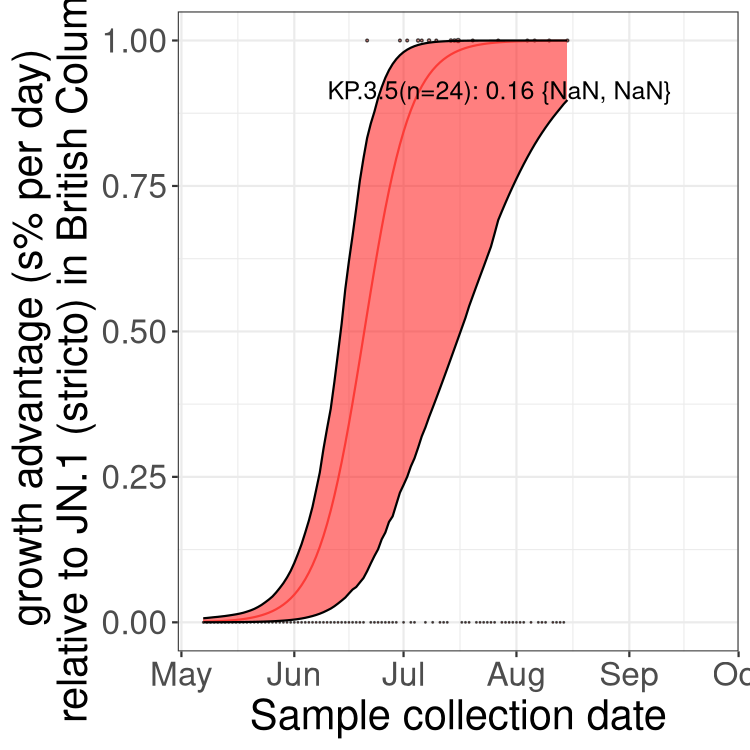 growth advantage (s% per day)
relative to JN.1 (stricto) in British Colum
1.00
0.75
0.50
0.25
0.00
KP.3.5(n=24): 0.16 {NaN, NaN}
May Jun Jul Aug Sep Oc
Sample collection date